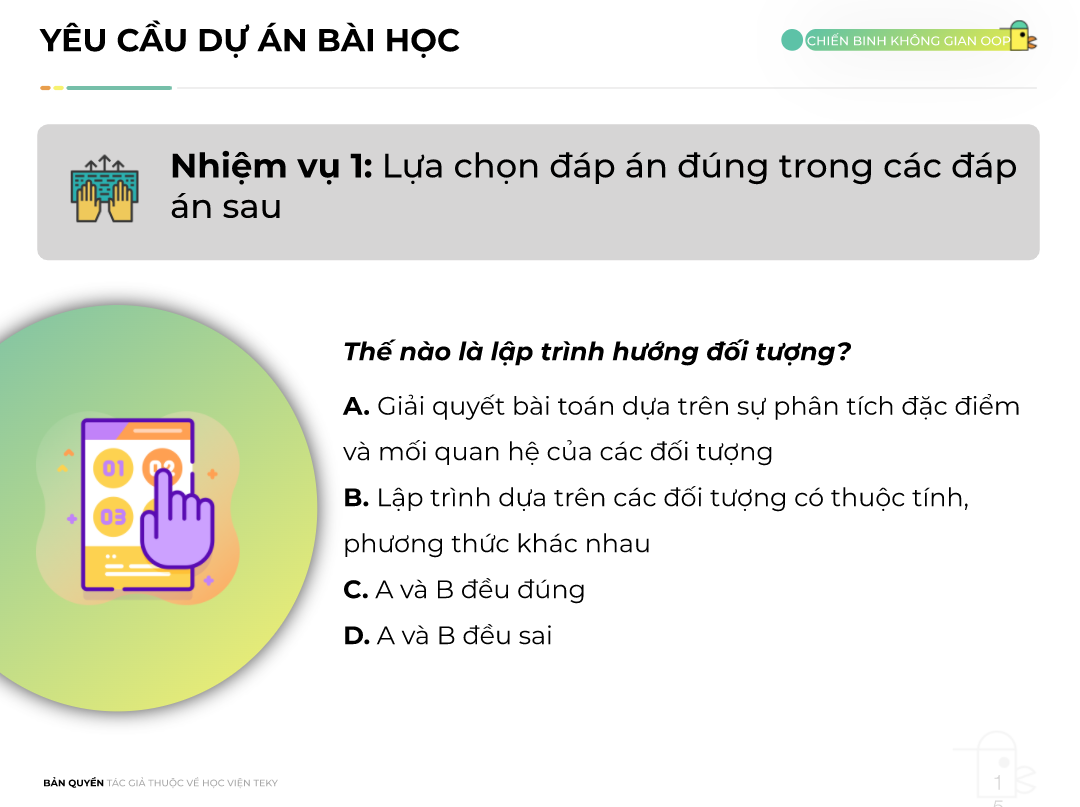 YÊU CẦU DỰ ÁN BÀI HỌC
CHIẾN BINH KHÔNG GIAN OOP
Nhiệm vụ 1: Lựa chọn đáp án đúng trong các đáp
án sau
01
02
03
Thế nào là lập trình hướng đối tượng?
A. Giải quyết bài toán dựa trên sự phân tích đặc điểm
và mối quan hệ của các đối tượng
B. Lập trình dựa trên các đối tượng có thuộc tính,
phương thức khác nhau
C. A và B đều đúng
D. A và B đều sai
BẢN QUYỀN TÁC GIẢ THUỘC VỀ HỌC VIỆN TEKY
1
5